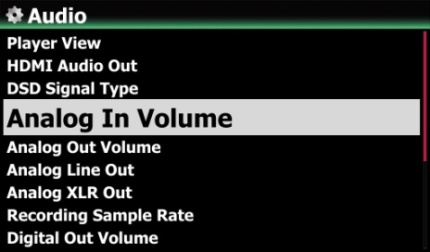 Audio
Player View
HDMI Audio Out
DSD Signal Type
Analog In Volume
Analog Out Volume
Analog Line Out
Analog XLR Out
Recording Sample Rate
Digital Out Volume